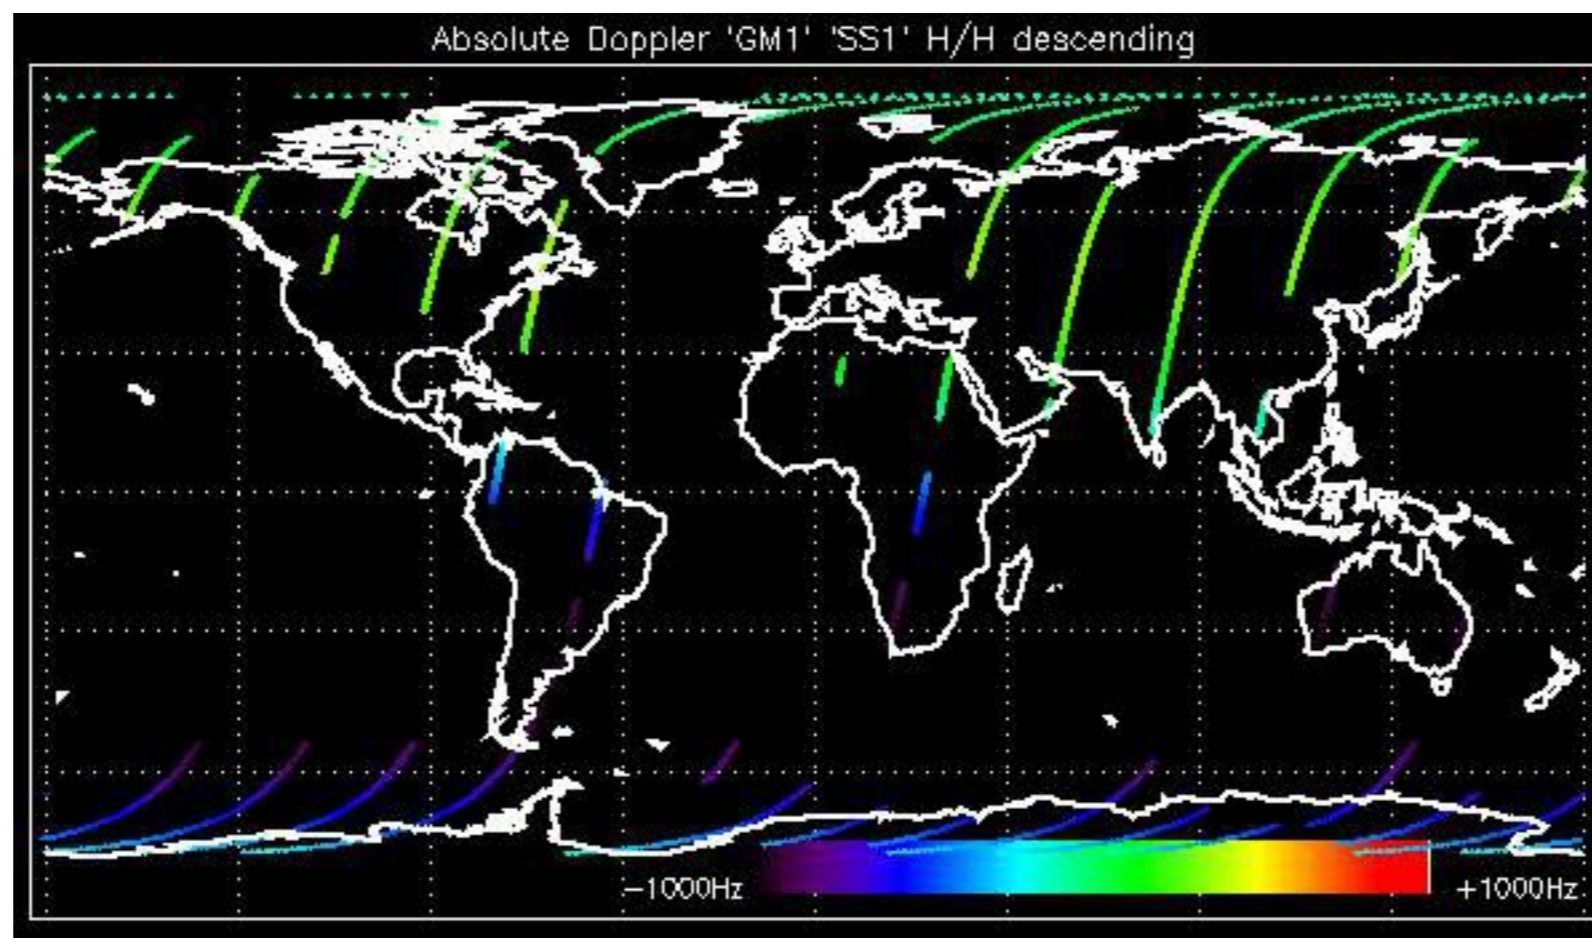 Absolute Doppler 'GM1' 'SS1' H/H descending
−1000Hz +1000Hz